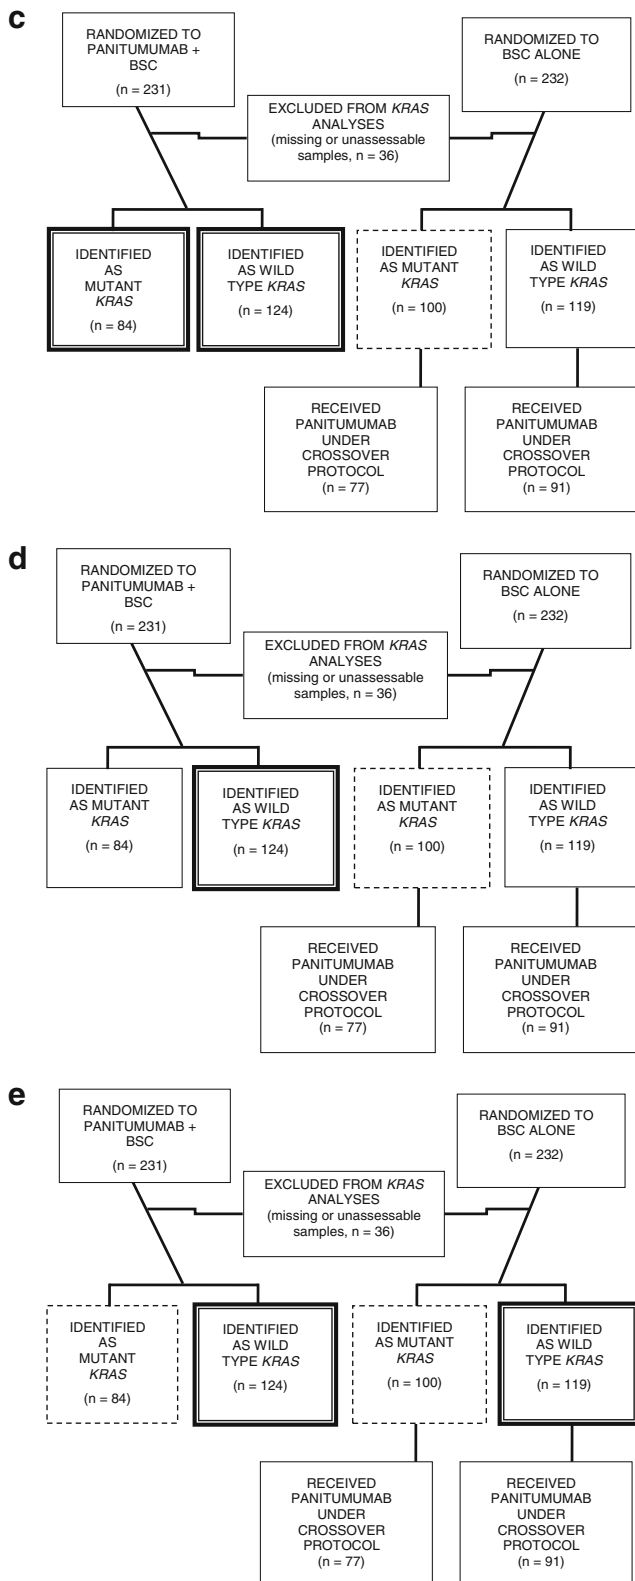 c
RANDOMIZED TO
PANITUMUMAB +
BSC
(n = 231)
RANDOMIZED TO
BSC ALONE
(n = 232)
EXCLUDED FROM KRAS
ANALYSES
(missing or unassessable
samples, n = 36)
IDENTIFIED
AS
MUTANT
KRAS
(n = 84)
IDENTIFIED
AS WILD
TYPE KRAS
(n = 124)
IDENTIFIED
AS MUTANT
KRAS
(n = 100)
IDENTIFIED
AS WILD
TYPE KRAS
(n = 119)
RECEIVED
PANITUMUMAB
UNDER
CROSSOVER
PROTOCOL
(n = 77)
RECEIVED
PANITUMUMAB
UNDER
CROSSOVER
PROTOCOL
(n = 91)
d
RANDOMIZED TO
PANITUMUMAB +
BSC
(n = 231)
RANDOMIZED TO
BSC ALONE
(n = 232)
EXCLUDED FROM KRAS
ANALYSES
(missing or unassessable
samples, n = 36)
IDENTIFIED
AS MUTANT
KRAS
(n = 84)
IDENTIFIED
AS WILD
TYPE KRAS
(n = 124)
IDENTIFIED
AS MUTANT
KRAS
(n = 100)
IDENTIFIED
AS WILD
TYPE KRAS
(n = 119)
RECEIVED
PANITUMUMAB
UNDER
CROSSOVER
PROTOCOL
(n = 77)
RECEIVED
PANITUMUMAB
UNDER
CROSSOVER
PROTOCOL
(n = 91)
e
RANDOMIZED TO
PANITUMUMAB +
BSC
(n = 231)
RANDOMIZED TO
BSC ALONE
(n = 232)
EXCLUDED FROM KRAS
ANALYSES
(missing or unassessable
samples, n = 36)
IDENTIFIED
AS
MUTANT
KRAS
(n = 84)
IDENTIFIED
AS WILD
TYPE KRAS
(n = 124)
IDENTIFIED
AS MUTANT
KRAS
(n = 100)
IDENTIFIED
AS WILD
TYPE KRAS
(n = 119)
RECEIVED
PANITUMUMAB
UNDER
CROSSOVER
PROTOCOL
(n = 77)
RECEIVED
PANITUMUMAB
UNDER
CROSSOVER
PROTOCOL
(n = 91)